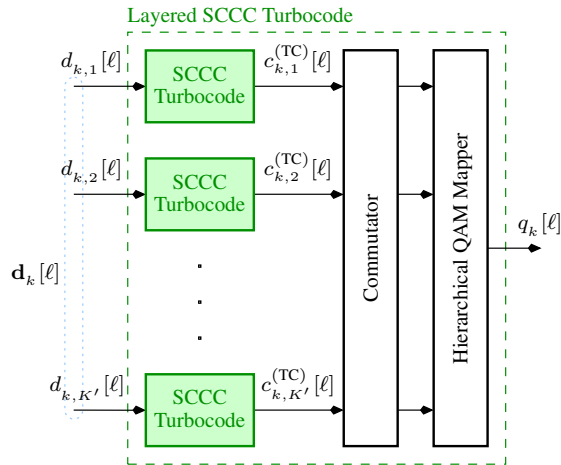 Layered SCCC Turbocode
d_{k,1}[ℓ]
SCCC
Turbocode
c_{k,1}^{(TC)}[ℓ]
d_{k,2}[ℓ]
SCCC
Turbocode
c_{k,2}^{(TC)}[ℓ]
𝐝_k[ℓ]
Commutator
Hierarchical QAM Mapper
q_k[ℓ]
d_{k,K′}[ℓ]
SCCC
Turbocode
c_{k,K′}^{(TC)}[ℓ]